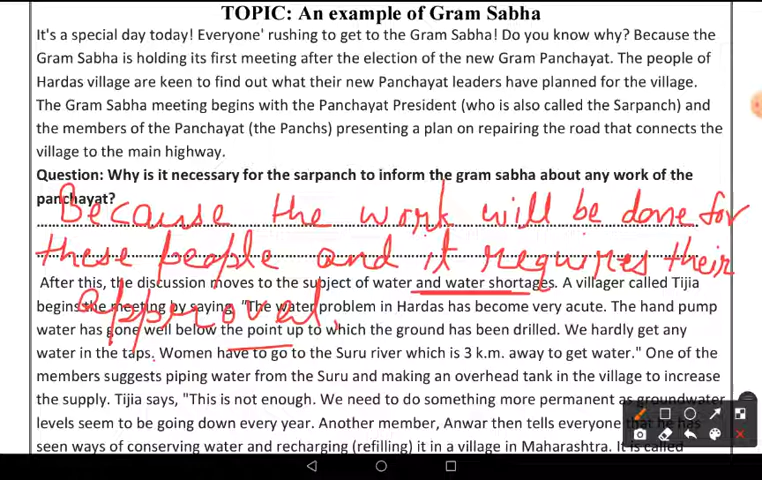 TOPIC: An example of Gram Sabha
It's a special day today! Everyone' rushing to get to the Gram Sabha! Do you know why? Because the
Gram Sabha is holding its first meeting after the election of the new Gram Panchayat. The people of
Hardas village are keen to find out what their new Panchayat leaders have planned for the village.
The Gram Sabha meeting begins with the Panchayat President (who is also called the Sarpanch) and
the members of the Panchayat (the Panchs) presenting a plan on repairing the road that connects the
village to the main highway.
Question: Why is it necessary for the sarpanch to inform the gram sabha about any work of the
panchayat?
Because the work will be done for
these people and it requires their
approval.
After this, the discussion moves to the subject of water and water shortages. A villager called Tijia
begins the meeting by saying, "The water problem in Hardas has become very acute. The hand pump
water has gone well below the point up to which the ground has been drilled. We hardly get any
water in the taps. Women have to go to the Suru river which is 3 k.m. away to get water." One of the
members suggests piping water from the Suru and making an overhead tank in the village to increase
the supply. Tijia says, "This is not enough. We need to do something more permanent as groundwater
levels seem to be going down every year. Another member, Anwar then tells everyone that he has
seen ways of conserving water and recharging (refilling) it in a village in Maharashtra. It is called